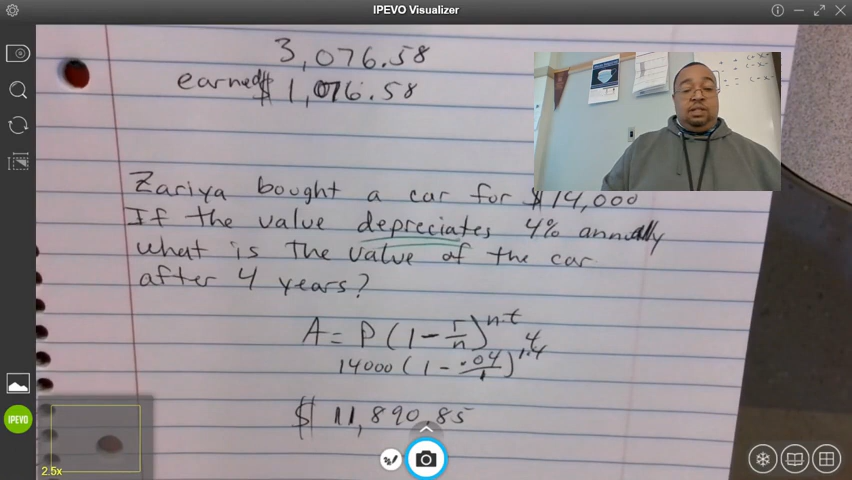 IPEVO Visualizer
3,076.58
earned $ 1,076.58
Zariya bought a car for $14,000
If the value depreciates 4% annually
what is the value of the car
after 4 years?
A = P (1 - r/n)^n·t
4
14000 (1 - .04/1)^1·4
$ 11,890.85
IPEVO
2.5x